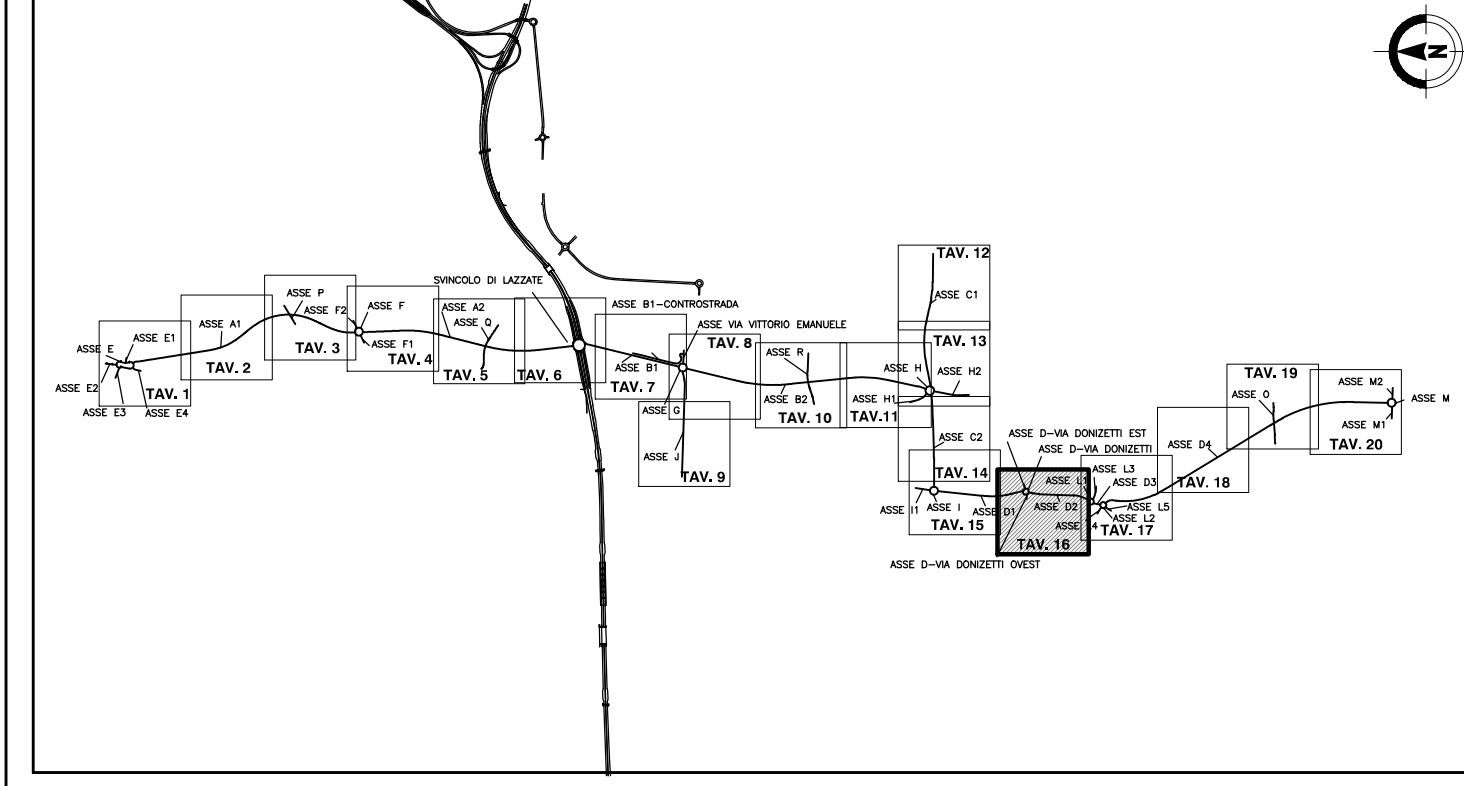 N
TAV. 12
ASSE C1
SVINCOLO DI LAZZATE
ASSE P
ASSE F2
ASSE F
ASSE A2
ASSE B1-CONTROSTRADA
ASSE Q
ASSE VIA VITTORIO EMANUELE
ASSE A1
ASSE E1
ASSE E
TAV. 3
ASSE F1
TAV. 4
TAV. 8
TAV. 13
TAV. 2
TAV. 5
TAV. 6
ASSE B1
TAV. 7
ASSE R
ASSE H
ASSE H2
TAV. 19
ASSE M2
ASSE E2
TAV. 1
ASSE E3
ASSE E4
ASSE G
ASSE B2
TAV. 10
ASSE H1
TAV. 11
ASSE O
ASSE M
ASSE M1
TAV. 20
ASSE C2
ASSE D-VIA DONIZETTI EST
ASSE D-VIA DONIZETTI
ASSE D4
ASSE J
TAV. 9
TAV. 14
ASSE L3
ASSE L1
ASSE D3
TAV. 18
ASSE I1
ASSE I
ASSE D1
ASSE D2
ASSE L5
ASSE L2
TAV. 15
ASSE 4
TAV. 17
TAV. 16
ASSE D-VIA DONIZETTI OVEST